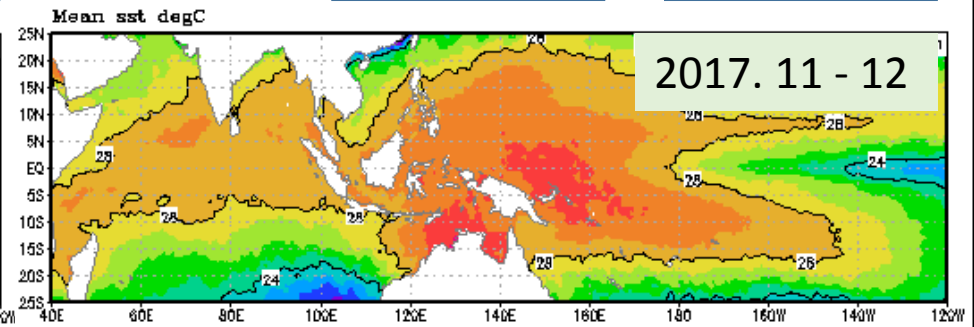 Mean sst degC
2017. 11 - 12
25N
20N
15N
10N
5N
EQ
5S
10S
15S
20S
25S
28
28
28
28
28
28
28
28
24
24
40E 60E 80E 100E 120E 140E 160E 180 160W 140W 120W